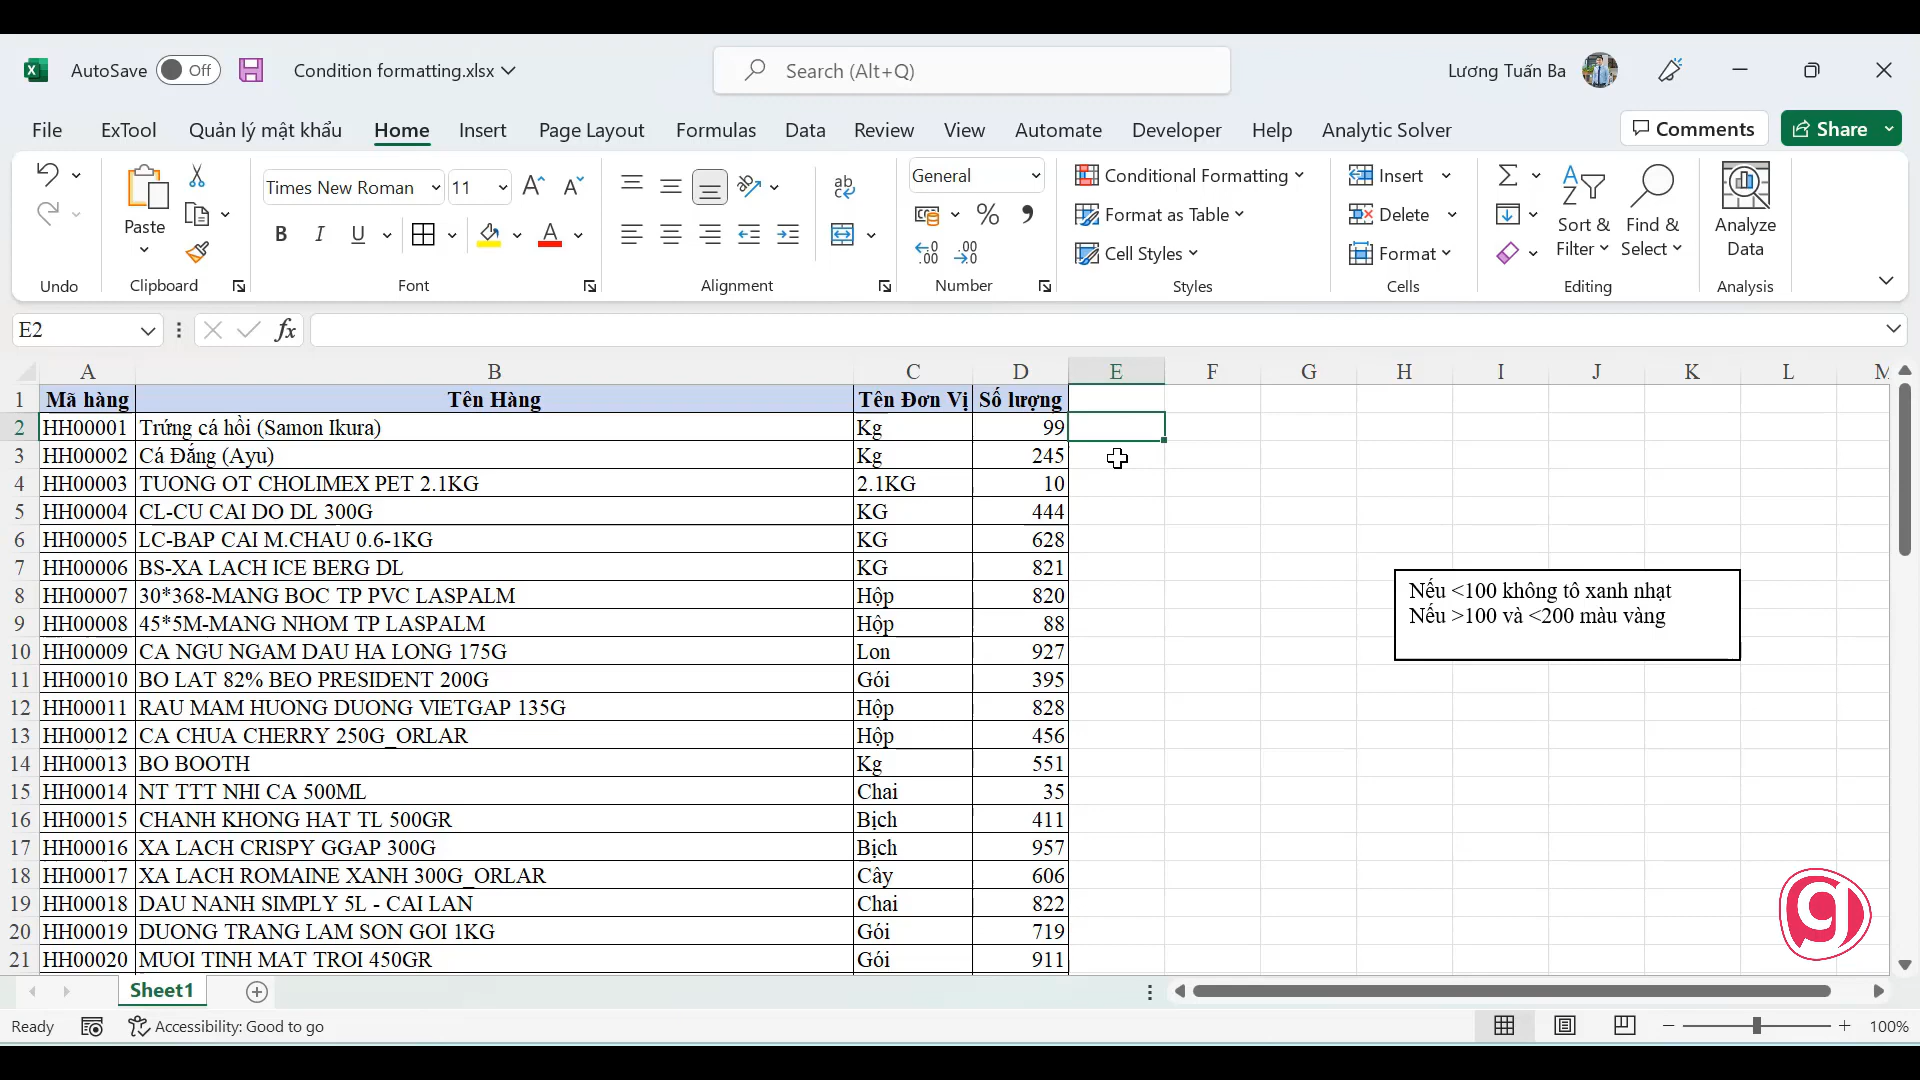 AutoSave Off Condition formatting.xlsx Search (Alt+Q) Lương Tuấn Ba
File ExTool Quản lý mật khẩu Home Insert Page Layout Formulas Data Review View Automate Developer Help Analytic Solver Comments Share
Times New Roman 11 General Conditional Formatting Insert
Paste Format as Table Delete Sort & Find & Analyze
B I U A % Cell Styles Format Filter Select Data
Undo Clipboard Font Alignment Number Styles Cells Editing Analysis
E2 fx
A B C D E F G H I J K L M
1 Mã hàng Tên Hàng Tên Đơn Vị Số lượng
2 HH00001 Trứng cá hồi (Samon Ikura) Kg 99
3 HH00002 Cá Đắng (Ayu) Kg 245
4 HH00003 TUONG OT CHOLIMEX PET 2.1KG 2.1KG 10
5 HH00004 CL-CU CAI DO DL 300G KG 444
6 HH00005 LC-BAP CAI M.CHAU 0.6-1KG KG 628
7 HH00006 BS-XA LACH ICE BERG DL KG 821
8 HH00007 30*368-MANG BOC TP PVC LASPALM Hộp 820
9 HH00008 45*5M-MANG NHOM TP LASPALM Hộp 88
10 HH00009 CA NGU NGAM DAU HA LONG 175G Lon 927
11 HH00010 BO LAT 82% BEO PRESIDENT 200G Gói 395
12 HH00011 RAU MAM HUONG DUONG VIETGAP 135G Hộp 828
13 HH00012 CA CHUA CHERRY 250G_ORLAR Hộp 456
14 HH00013 BO BOOTH Kg 551
15 HH00014 NT TTT NHI CA 500ML Chai 35
16 HH00015 CHANH KHONG HAT TL 500GR Bịch 411
17 HH00016 XA LACH CRISPY GGAP 300G Bịch 957
18 HH00017 XA LACH ROMAINE XANH 300G_ORLAR Cây 606
19 HH00018 DAU NANH SIMPLY 5L - CAI LAN Chai 822
20 HH00019 DUONG TRANG LAM SON GOI 1KG Gói 719
21 HH00020 MUOI TINH MAT TROI 450GR Gói 911
Nếu <100 không tô xanh nhạt
Nếu >100 và <200 màu vàng
Sheet1
Ready Accessibility: Good to go 100%